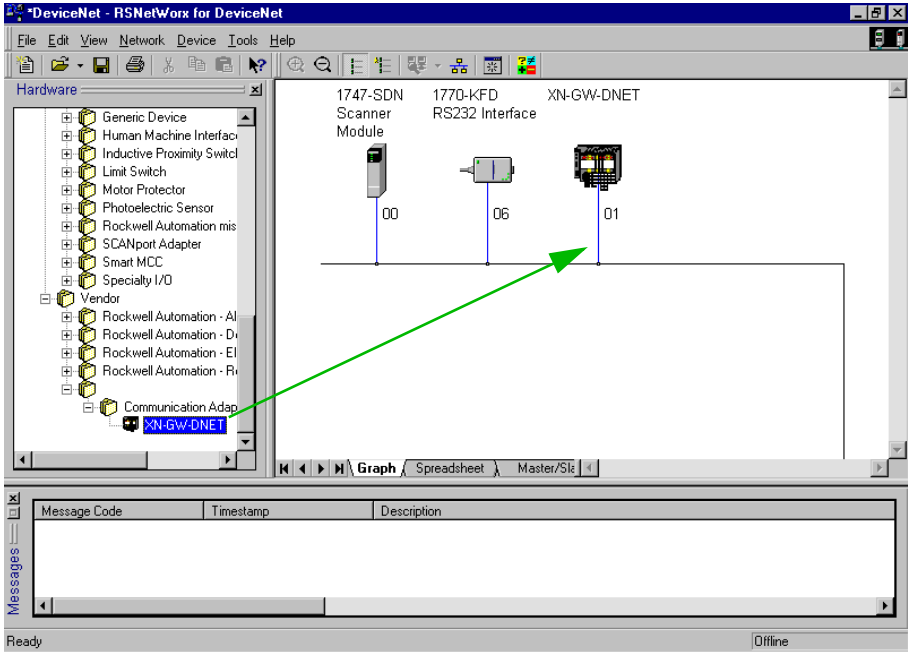 *DeviceNet - RSNetWorx for DeviceNet
File Edit View Network Device Tools Help
Hardware
Generic Device
Human Machine Interfac
Inductive Proximity Switcl
Limit Switch
Motor Protector
Photoelectric Sensor
Rockwell Automation mis
SCANport Adapter
Smart MCC
Specialty I/O
Vendor
Rockwell Automation - Al
Rockwell Automation - D
Rockwell Automation - El
Rockwell Automation - R
Communication Adap
XN-GW-DNET
1747-SDN
Scanner
Module
1770-KFD
RS232 Interface
XN-GW-DNET
00
06
01
Graph Spreadsheet Master/Sla
Messages
Message Code Timestamp Description
Ready Offline